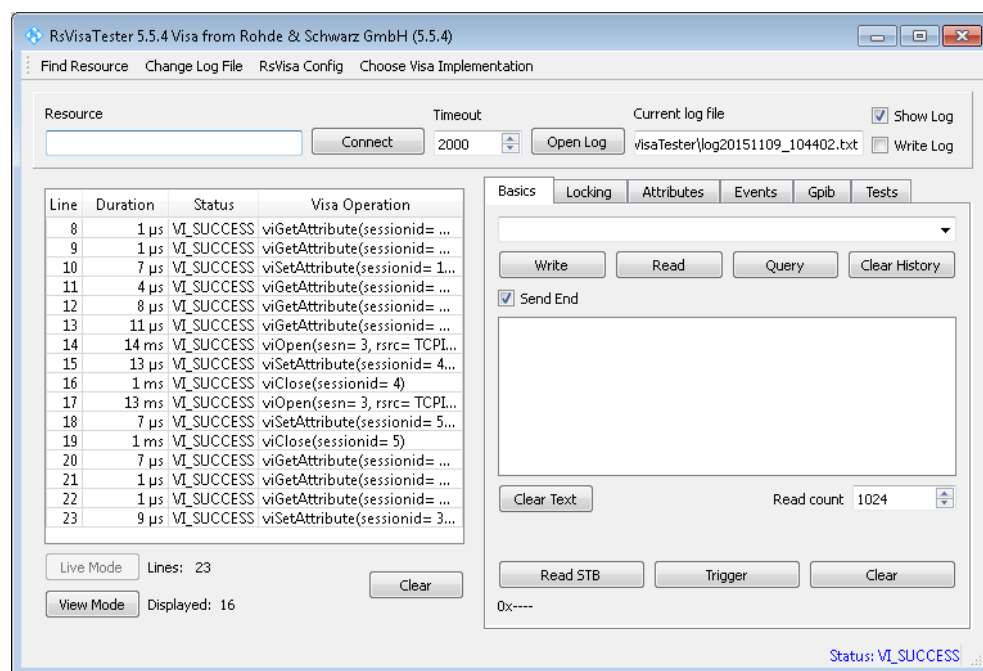 RsVisaTester 5.5.4 Visa from Rohde & Schwarz GmbH (5.5.4)
Find Resource Change Log File RsVisa Config Choose Visa Implementation
Resource Timeout Current log file Show Log
Connect 2000 Open Log VisaTester\log20151109_104402.txt Write Log
Basics Locking Attributes Events Gpib Tests
Line Duration Status Visa Operation
8 1 µs VI_SUCCESS viGetAttribute(sessionid= ...
9 1 µs VI_SUCCESS viGetAttribute(sessionid= ...
10 7 µs VI_SUCCESS viSetAttribute(sessionid= 1...
11 4 µs VI_SUCCESS viGetAttribute(sessionid= ...
12 8 µs VI_SUCCESS viGetAttribute(sessionid= ...
13 11 µs VI_SUCCESS viGetAttribute(sessionid= ...
14 14 ms VI_SUCCESS viOpen(sesn= 3, rsrc= TCPI...
15 13 µs VI_SUCCESS viSetAttribute(sessionid= 4...
16 1 ms VI_SUCCESS viClose(sessionid= 4)
17 13 ms VI_SUCCESS viOpen(sesn= 3, rsrc= TCPI...
18 7 µs VI_SUCCESS viSetAttribute(sessionid= 5...
19 1 ms VI_SUCCESS viClose(sessionid= 5)
20 7 µs VI_SUCCESS viGetAttribute(sessionid= ...
21 1 µs VI_SUCCESS viGetAttribute(sessionid= ...
22 1 µs VI_SUCCESS viGetAttribute(sessionid= ...
23 9 µs VI_SUCCESS viSetAttribute(sessionid= 3...
Live Mode Lines: 23
Clear
View Mode Displayed: 16
Write Read Query Clear History
Send End
Clear Text Read count 1024
Read STB Trigger Clear
0x----
Status: VI_SUCCESS